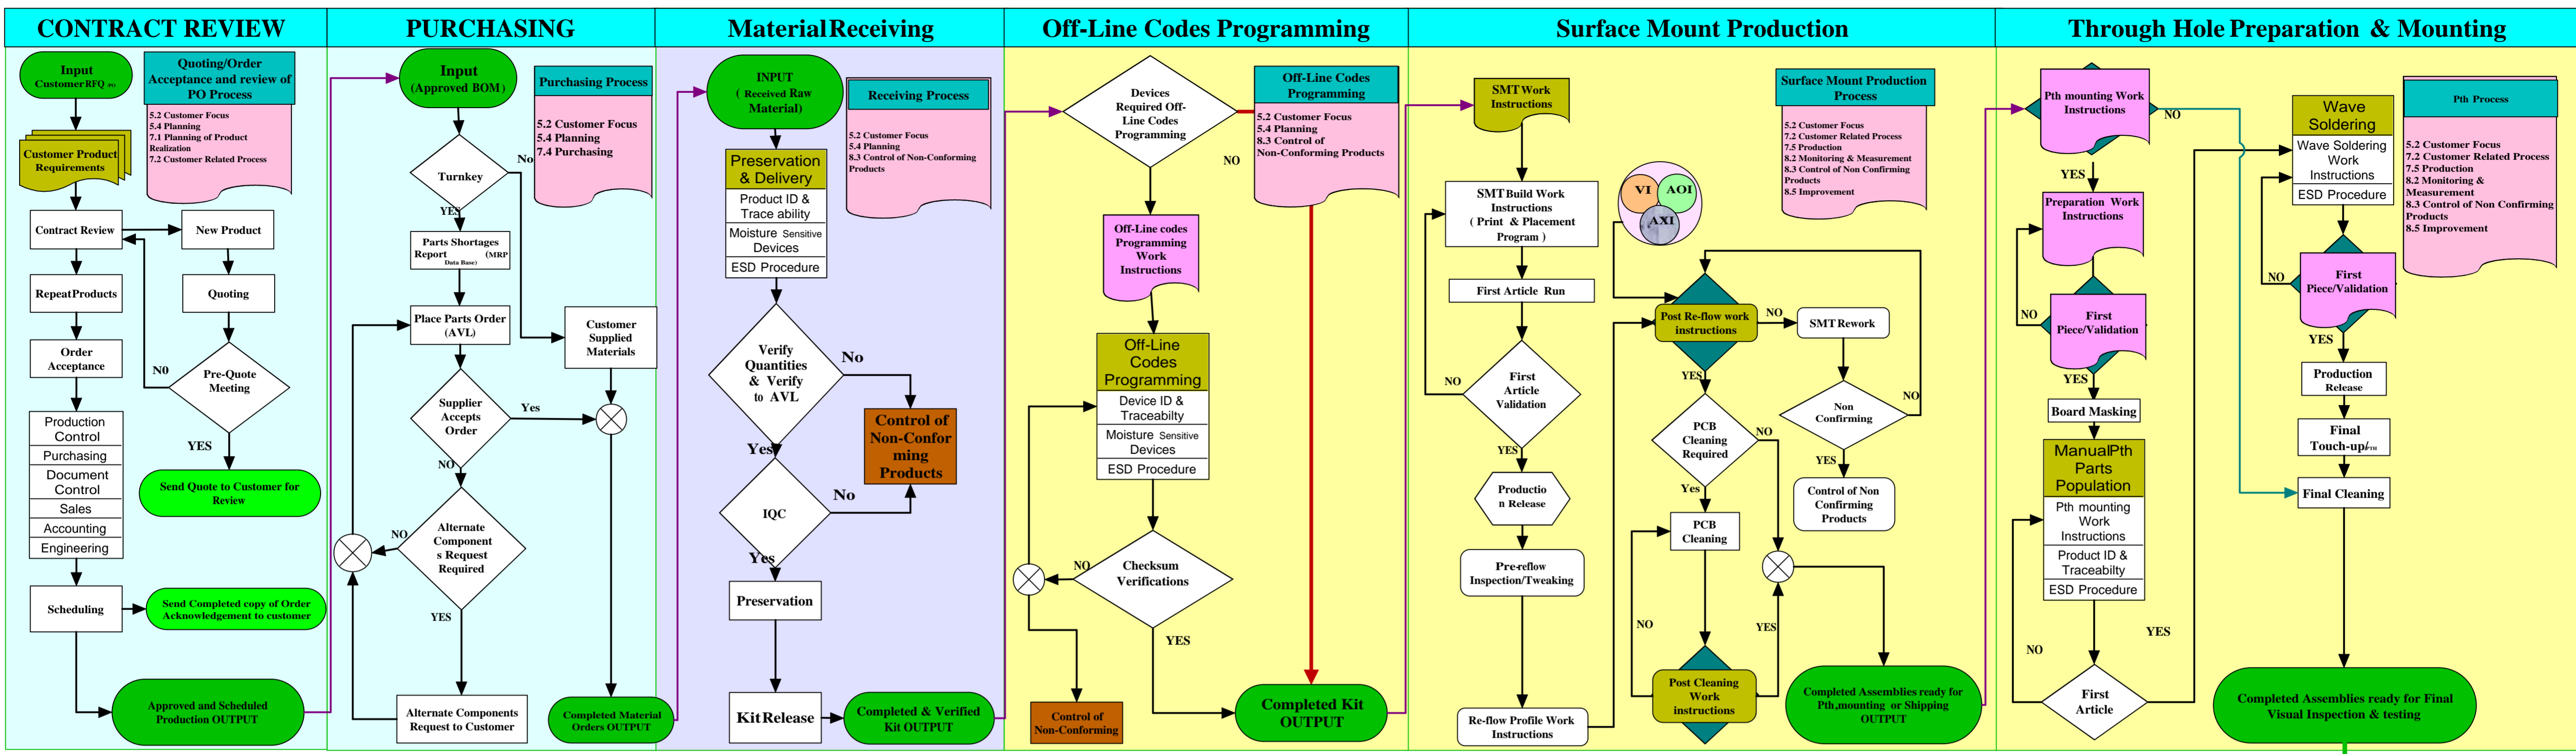 CONTRACT REVIEW
Input
Customer RFQ /PO
Quoting/Order
Acceptance and review of
PO Process
5.2 Customer Focus
5.4 Planning
7.1 Planning of Product
Realization
7.2 Customer Related Process
Customer Product
Requirements
Contract Review
New Product
Repeat Products
Quoting
Order
Acceptance
N0
Pre-Quote
Meeting
YES
Production
Control
Purchasing
Document
Control
Sales
Accounting
Engineering
Send Quote to Customer for
Review
Scheduling
Send Completed copy of Order
Acknowledgement to customer
Approved and Scheduled
Production OUTPUT
PURCHASING
Input
(Approved BOM)
Purchasing Process
5.2 Customer Focus
5.4 Planning
7.4 Purchasing
Turnkey
No
YES
Parts Shortages
Report (MRP
Data Base)
Place Parts Order
(AVL)
Customer
Supplied
Materials
Supplier
Accepts
Order
Yes
NO
Alternate
Component
s Request
Required
NO
YES
Alternate Components
Request to Customer
Completed Material
Orders OUTPUT
Material Receiving
INPUT
( Received Raw
Material)
Receiving Process
5.2 Customer Focus
5.4 Planning
8.3 Control of Non-Conforming
Products
Preservation
& Delivery
Product ID &
Trace ability
Moisture Sensitive
Devices
ESD Procedure
Verify
Quantities
& Verify
to AVL
No
Yes
Control of
Non-Confor
ming
Products
IQC
No
Yes
Preservation
Kit Release
Completed & Verified
Kit OUTPUT
Off-Line Codes Programming
Devices
Required Off-
Line Codes
Programming
NO
Off-Line Codes
Programming
5.2 Customer Focus
5.4 Planning
8.3 Control of
Non-Conforming Products
Off-Line codes
Programming
Work
Instructions
Off-Line
Codes
Programming
Device ID &
Traceabilty
Moisture Sensitive
Devices
ESD Procedure
Checksum
Verifications
NO
YES
Control of
Non-Conforming
Completed Kit
OUTPUT
Surface Mount Production
SMT Work
Instructions
Surface Mount Production
Process
5.2 Customer Focus
7.2 Customer Related Process
7.5 Production
8.2 Monitoring & Measurement
8.3 Control of Non Confirming
Products
8.5 Improvement
SMT Build Work
Instructions
( Print & Placement
Program )
VI
AOI
AXI
First Article Run
First
Article
Validation
NO
YES
Productio
n Release
Pre-reflow
Inspection/Tweaking
Re-flow Profile Work
Instructions
Post Re-flow work
instructions
NO
SMT Rework
YES
Non
Confirming
NO
YES
Control of Non
Confirming
Products
PCB
Cleaning
Required
NO
Yes
PCB
Cleaning
NO
YES
Post Cleaning
Work
instructions
Completed Assemblies ready for
Pth,mounting or Shipping
OUTPUT
Through Hole Preparation & Mounting
Pth mounting Work
Instructions
NO
YES
Preparation Work
Instructions
First
Piece/Validation
NO
YES
Board Masking
Manual Pth
Parts
Population
Pth mounting
Work
Instructions
Product ID &
Traceabilty
ESD Procedure
NO
YES
First
Article
Wave
Soldering
Wave Soldering
Work
Instructions
ESD Procedure
First
Piece/Validation
NO
YES
Production
Release
Final
Touch-up/PTH
Final Cleaning
Completed Assemblies ready for Final
Visual Inspection & testing
Pth Process
5.2 Customer Focus
7.2 Customer Related Process
7.5 Production
8.2 Monitoring &
Measurement
8.3 Control of Non Confirming
Products
8.5 Improvement